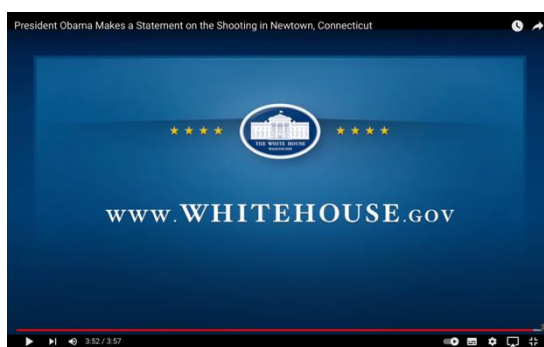 President Obama Makes a Statement on the Shooting in Newtown, Connecticut
THE WHITE HOUSE
WASHINGTON
WWW.WHITEHOUSE.GOV
3:52 / 3:57